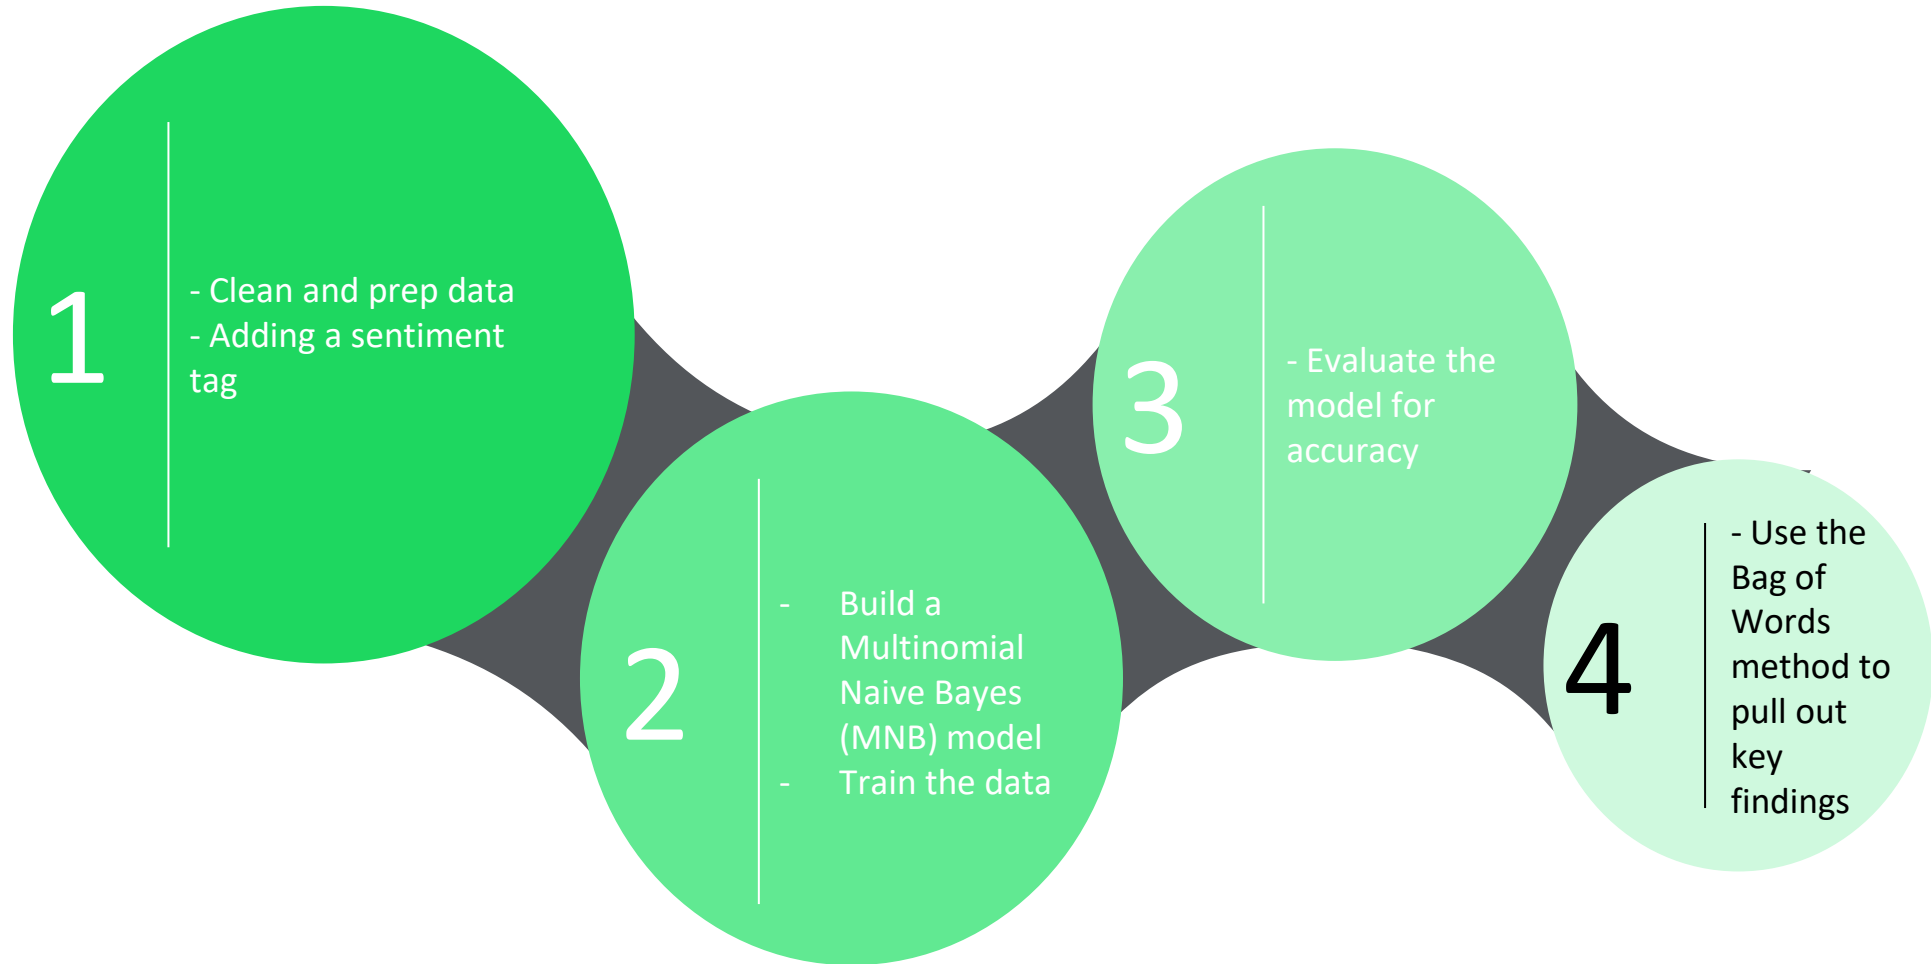 1
- Clean and prep data
- Adding a sentiment
tag
2
- Build a
Multinomial
Naive Bayes
(MNB) model
- Train the data
3
- Evaluate the
model for
accuracy
4
- Use the
Bag of
Words
method to
pull out
key
findings